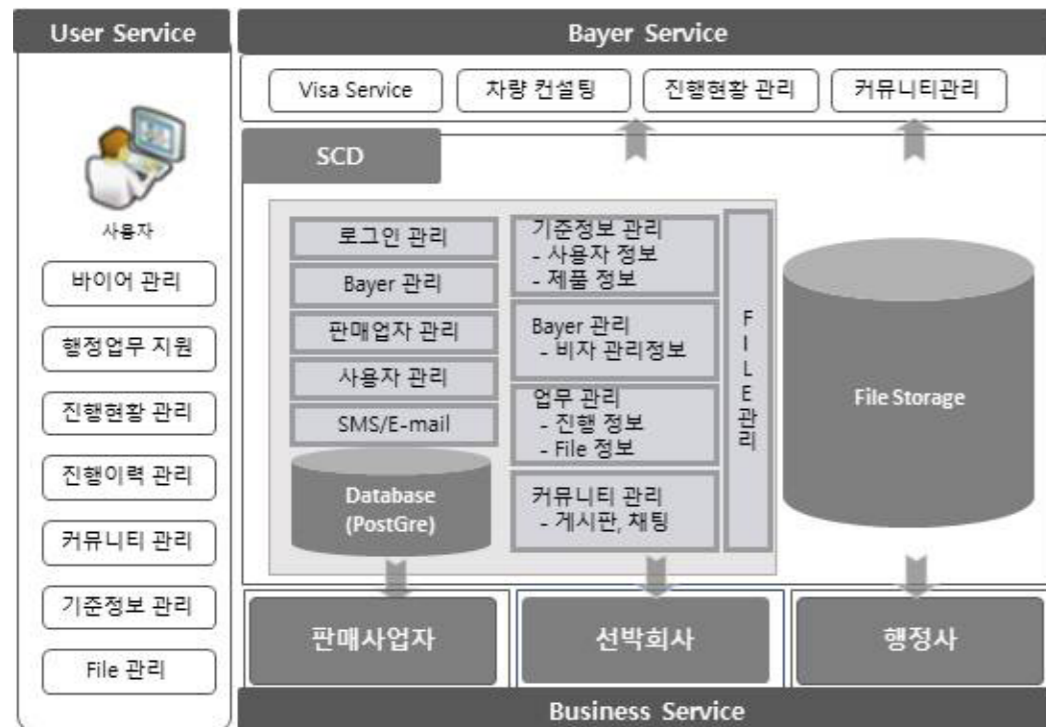 User Service
사용자
바이어 관리
행정업무 지원
진행현황 관리
진행이력 관리
커뮤니티 관리
기준정보 관리
File 관리
Bayer Service
Visa Service
차량 컨설팅
진행현황 관리
커뮤니티관리
SCD
로그인 관리
Bayer 관리
판매업자 관리
사용자 관리
SMS/E-mail
Database
(PostGre)
기준정보 관리
- 사용자 정보
- 제품 정보
Bayer 관리
- 비자 관리정보
업무 관리
- 진행 정보
- File 정보
커뮤니티 관리
- 게시판, 채팅
FILE관리
File Storage
판매사업자
선박회사
행정사
Business Service